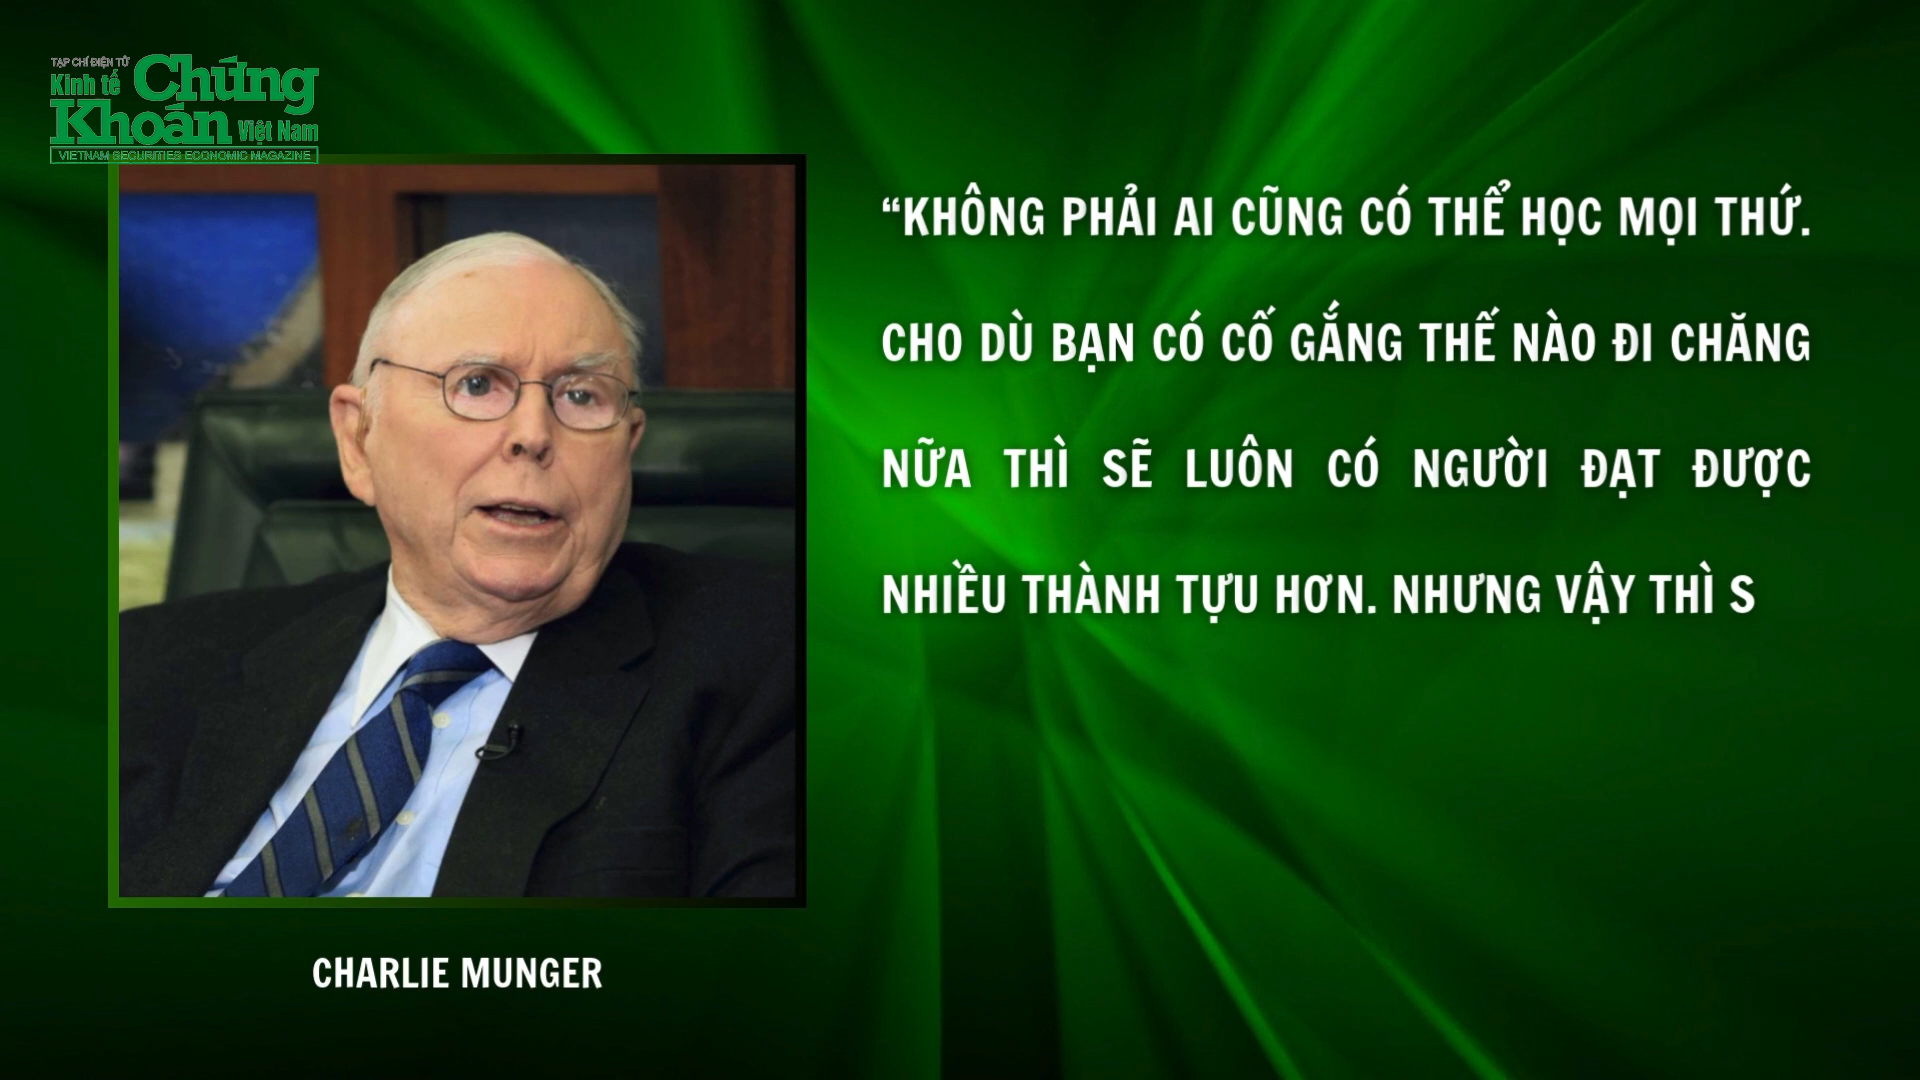 TẠP CHÍ ĐIỆN TỬ
Kinh tế Chứng
Khoán Việt Nam
VIETNAM SECURITIES ECONOMIC MAGAZINE
“KHÔNG PHẢI AI CŨNG CÓ THỂ HỌC MỌI THỨ.
CHO DÙ BẠN CÓ CỐ GẮNG THẾ NÀO ĐI CHĂNG
NỮA THÌ SẼ LUÔN CÓ NGƯỜI ĐẠT ĐƯỢC
NHIỀU THÀNH TỰU HƠN. NHƯNG VẬY THÌ S
CHARLIE MUNGER